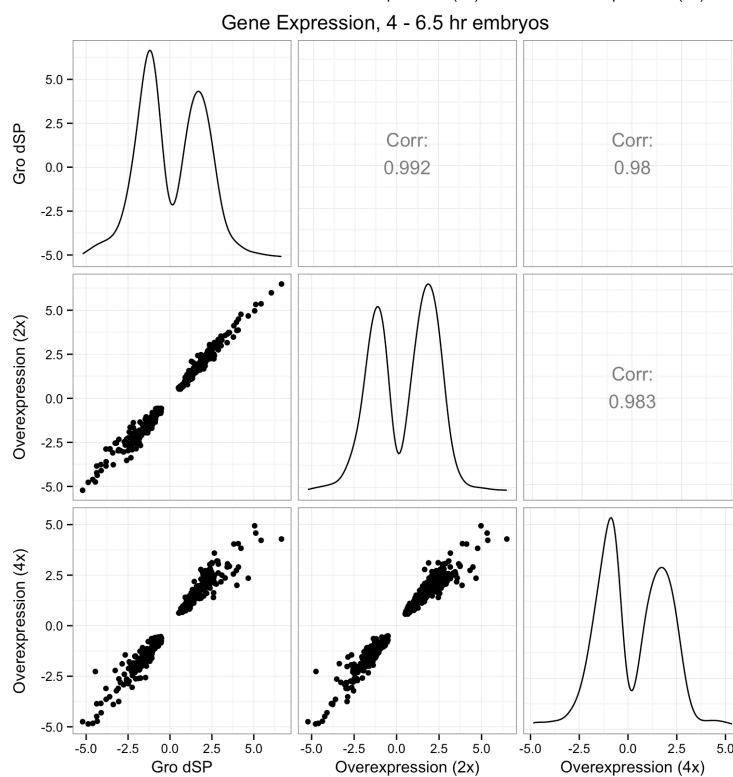 Gene Expression, 4 - 6.5 hr embryos
Gro dSP
5.0
2.5
0.0
-2.5
-5.0
Corr:
0.992
Corr:
0.98
Overexpression (2x)
5.0
2.5
0.0
-2.5
-5.0
Corr:
0.983
Overexpression (4x)
5.0
2.5
0.0
-2.5
-5.0
-5.0 -2.5 0.0 2.5 5.0
-5.0 -2.5 0.0 2.5 5.0
-5.0 -2.5 0.0 2.5 5.0
Gro dSP
Overexpression (2x)
Overexpression (4x)